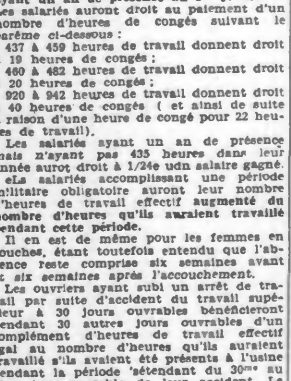 salariés auront droit au paiement d'un
nombre d'heures de congés suivant le
barême ci-dessous :
437 à 459 heures de travail donnent droit
à 19 heures de congés ;
460 à 482 heures de travail donnent droit
20 heures de congés ;
920 à 942 heures de travail donnent droit
40 heures de congés ( et ainsi de suite
à raison d'une heure de congé pour 22 heu-
res de travail).
Les salariés ayant un an de présence
mais n'ayant pas 435 heures dans leur
année aurot droit à 1/24e udn salaire gagné.
eLs salariés accomplissant une période
militaire obligatoire auront leur nombre
d'heures de travail effectif augmenté du
nombre d'heures qu'ils auraient travaillé
pendant cette période.
Il en est de même pour les femmes en
couches, étant toutefois entendu que l'ab-
sence reste comprise six semaines avant
et six semaines après l'accouchement.
Les ouvriers ayant subi un arrêt de tra-
vail par suite d'accident du travail supé-
rieur à 30 jours ouvrables bénéficieront
pendant 30 autres jours ouvrables d'un
complément d'heures de travail effectif
égal au nombre d'heures qu'ils auraient
travaillé s'ils avaient été présents à l'usine
pendant la période 'sétendant du 30me au
accident. Le